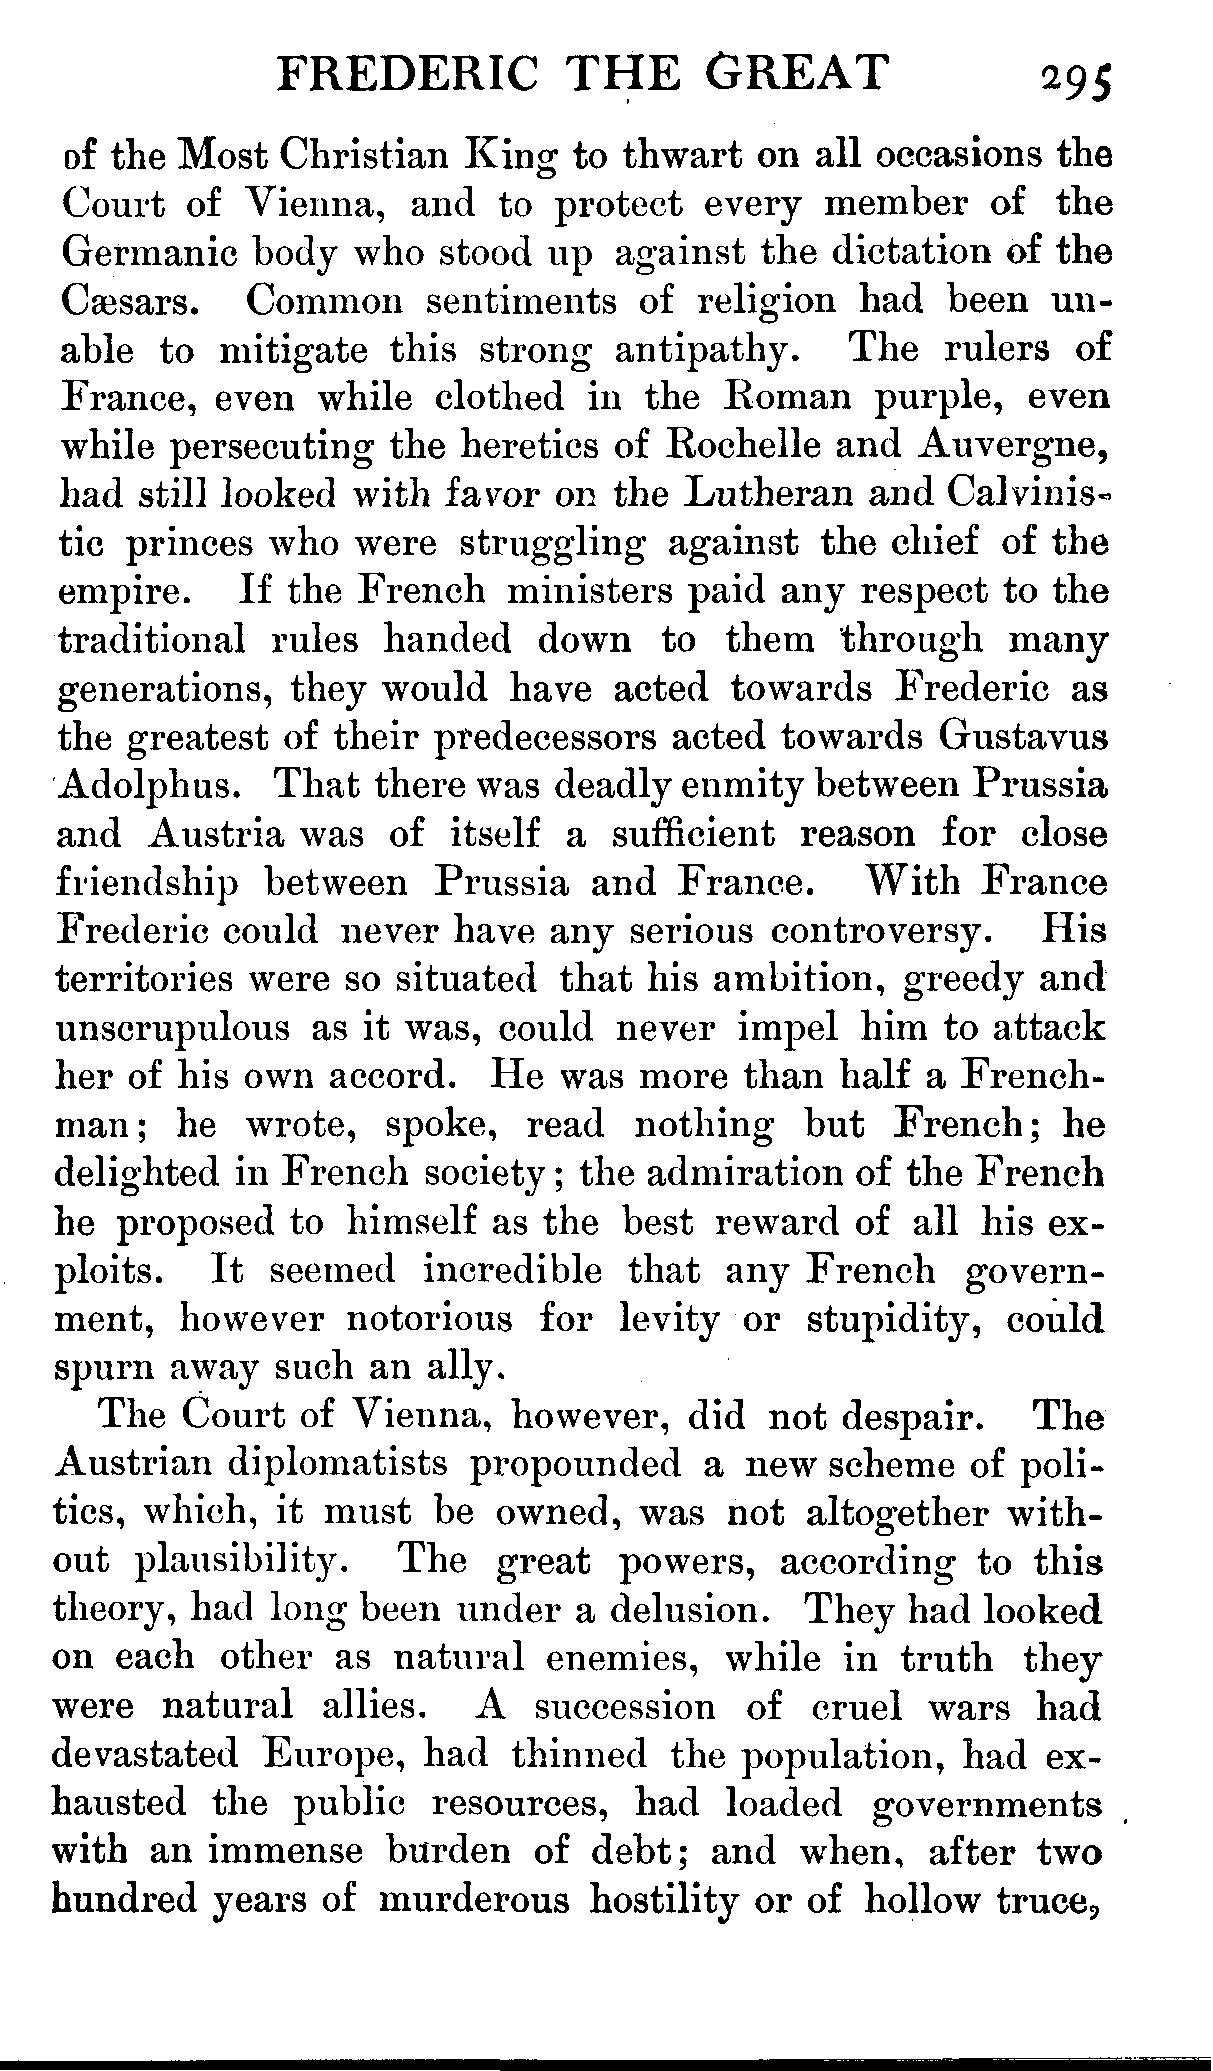 FREDERIC THE GREAT 295
of the Most Christian King to thwart on all occasions the
Court of Vienna, and to protect every member of the
Germanic body who stood up against the dictation of the
Cæsars. Common sentiments of religion had been un-
able to mitigate this strong antipathy. The rulers of
France, even while clothed in the Roman purple, even
while persecuting the heretics of Rochelle and Auvergne,
had still looked with favor on the Lutheran and Calvinis-
tic princes who were struggling against the chief of the
empire. If the French ministers paid any respect to the
traditional rules handed down to them through many
generations, they would have acted towards Frederic as
the greatest of their predecessors acted towards Gustavus
Adolphus. That there was deadly enmity between Prussia
and Austria was of itself a sufficient reason for close
friendship between Prussia and France. With France
Frederic could never have any serious controversy. His
territories were so situated that his ambition, greedy and
unscrupulous as it was, could never impel him to attack
her of his own accord. He was more than half a French-
man; he wrote, spoke, read nothing but French; he
delighted in French society; the admiration of the French
he proposed to himself as the best reward of all his ex-
ploits. It seemed incredible that any French govern-
ment, however notorious for levity or stupidity, could
spurn away such an ally.
The Court of Vienna, however, did not despair. The
Austrian diplomatists propounded a new scheme of poli-
tics, which, it must be owned, was not altogether with-
out plausibility. The great powers, according to this
theory, had long been under a delusion. They had looked
on each other as natural enemies, while in truth they
were natural allies. A succession of cruel wars had
devastated Europe, had thinned the population, had ex-
hausted the public resources, had loaded governments
with an immense burden of debt; and when, after two
hundred years of murderous hostility or of hollow truce,